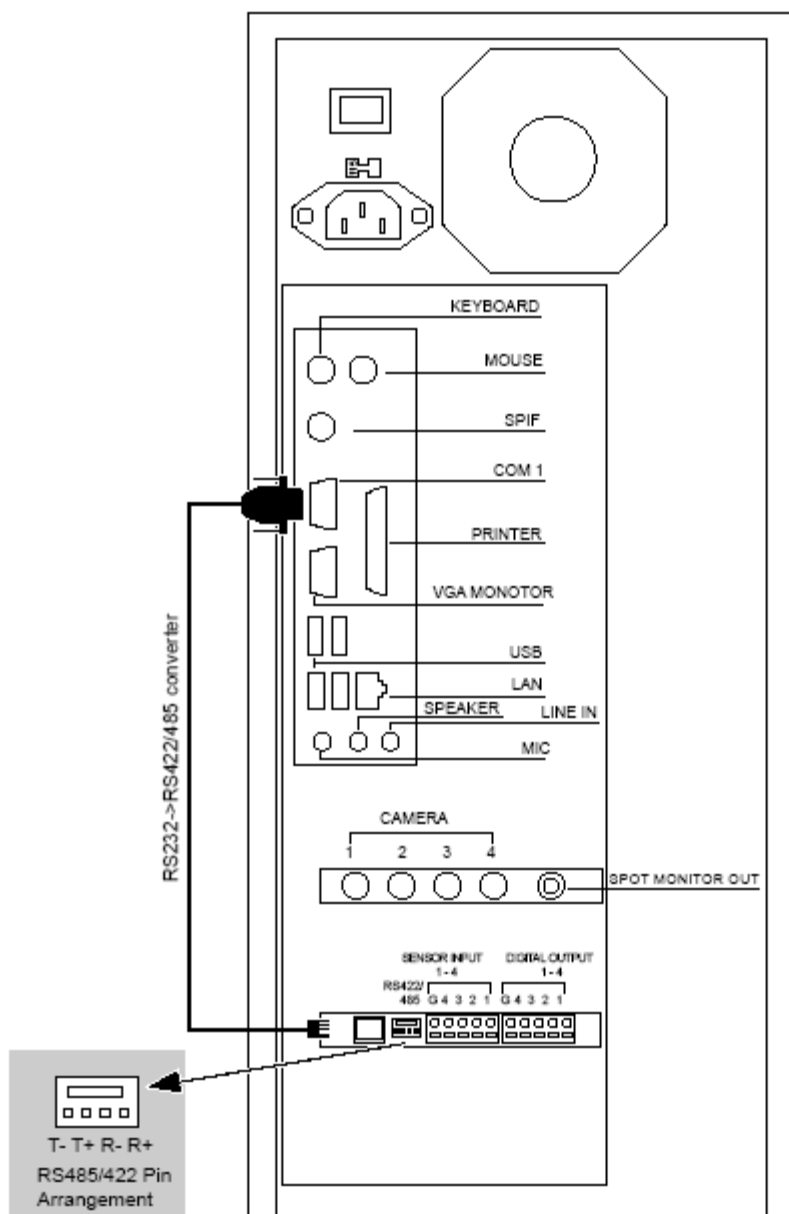 KEYBOARD
MOUSE
SPIF
COM 1
PRINTER
VGA MONOTOR
USB
LAN
SPEAKER
LINE IN
MIC
RS232->RS422/485 converter
CAMERA
1 2 3 4
SPOT MONITOR OUT
SENSOR INPUT
1 - 4
DIGITAL OUTPUT
1 - 4
RS422/
485
G 4 3 2 1
G 4 3 2 1
T- T+ R- R+
RS485/422 Pin
Arrangement